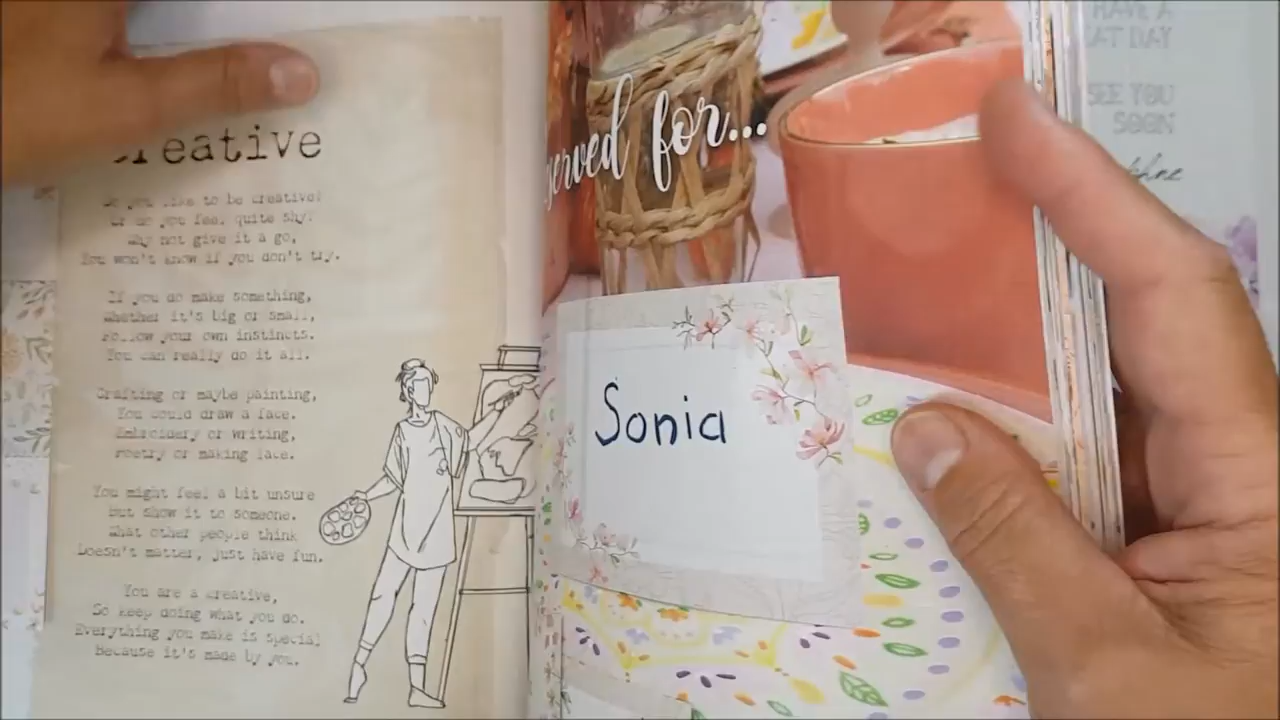 Creative
Do you like to be creative?
Or do you feel quite shy?
Why not give it a go,
You won't know if you don't try.
If you do make something,
Whether it's big or small,
Follow your own instincts.
You can really do it all.
Crafting or maybe painting,
You could draw a face.
Embroidery or writing,
Poetry or making lace.
You might feel a bit unsure
but show it to someone.
What other people think
Doesn't matter, just have fun.
You are a creative,
So keep doing what you do.
Everything you make is special
Because it's made by you.
served for...
Sonia
HAVE A
AT DAY
SEE YOU
SOON